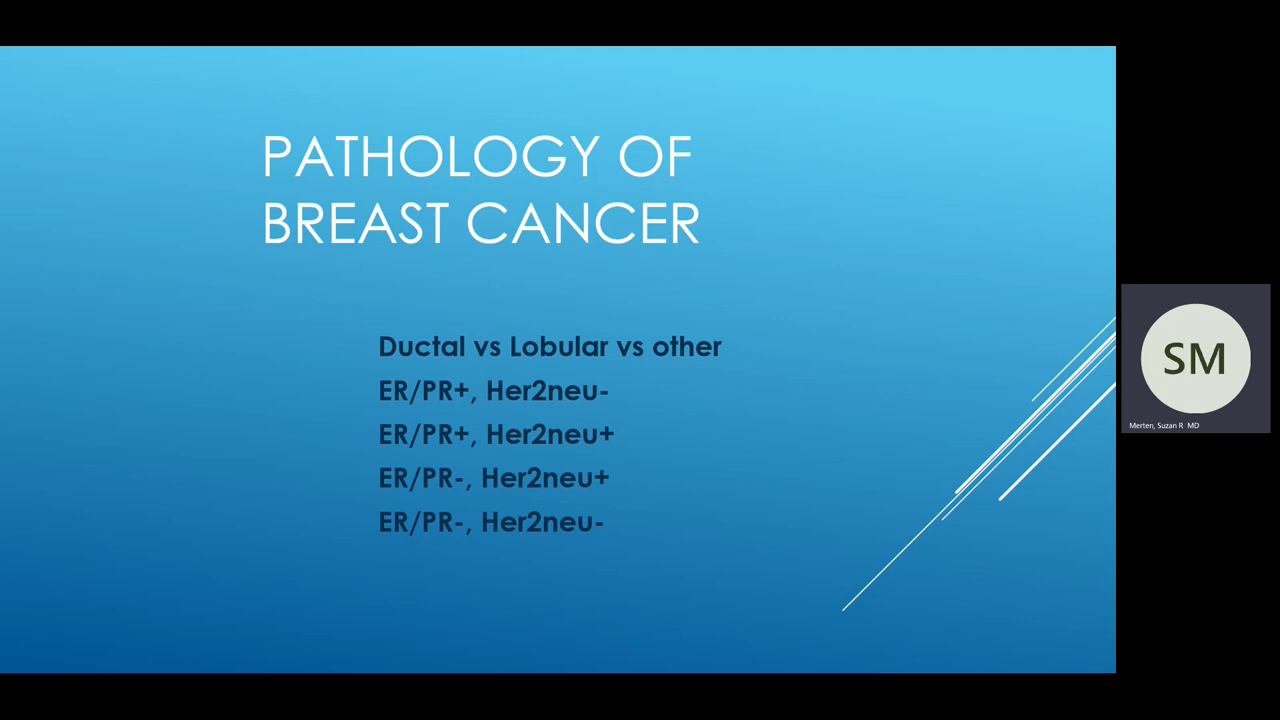 PATHOLOGY OF
BREAST CANCER
Ductal vs Lobular vs other
ER/PR+, Her2neu-
ER/PR+, Her2neu+
ER/PR-, Her2neu+
ER/PR-, Her2neu-
SM
Merten, Suzan R MD